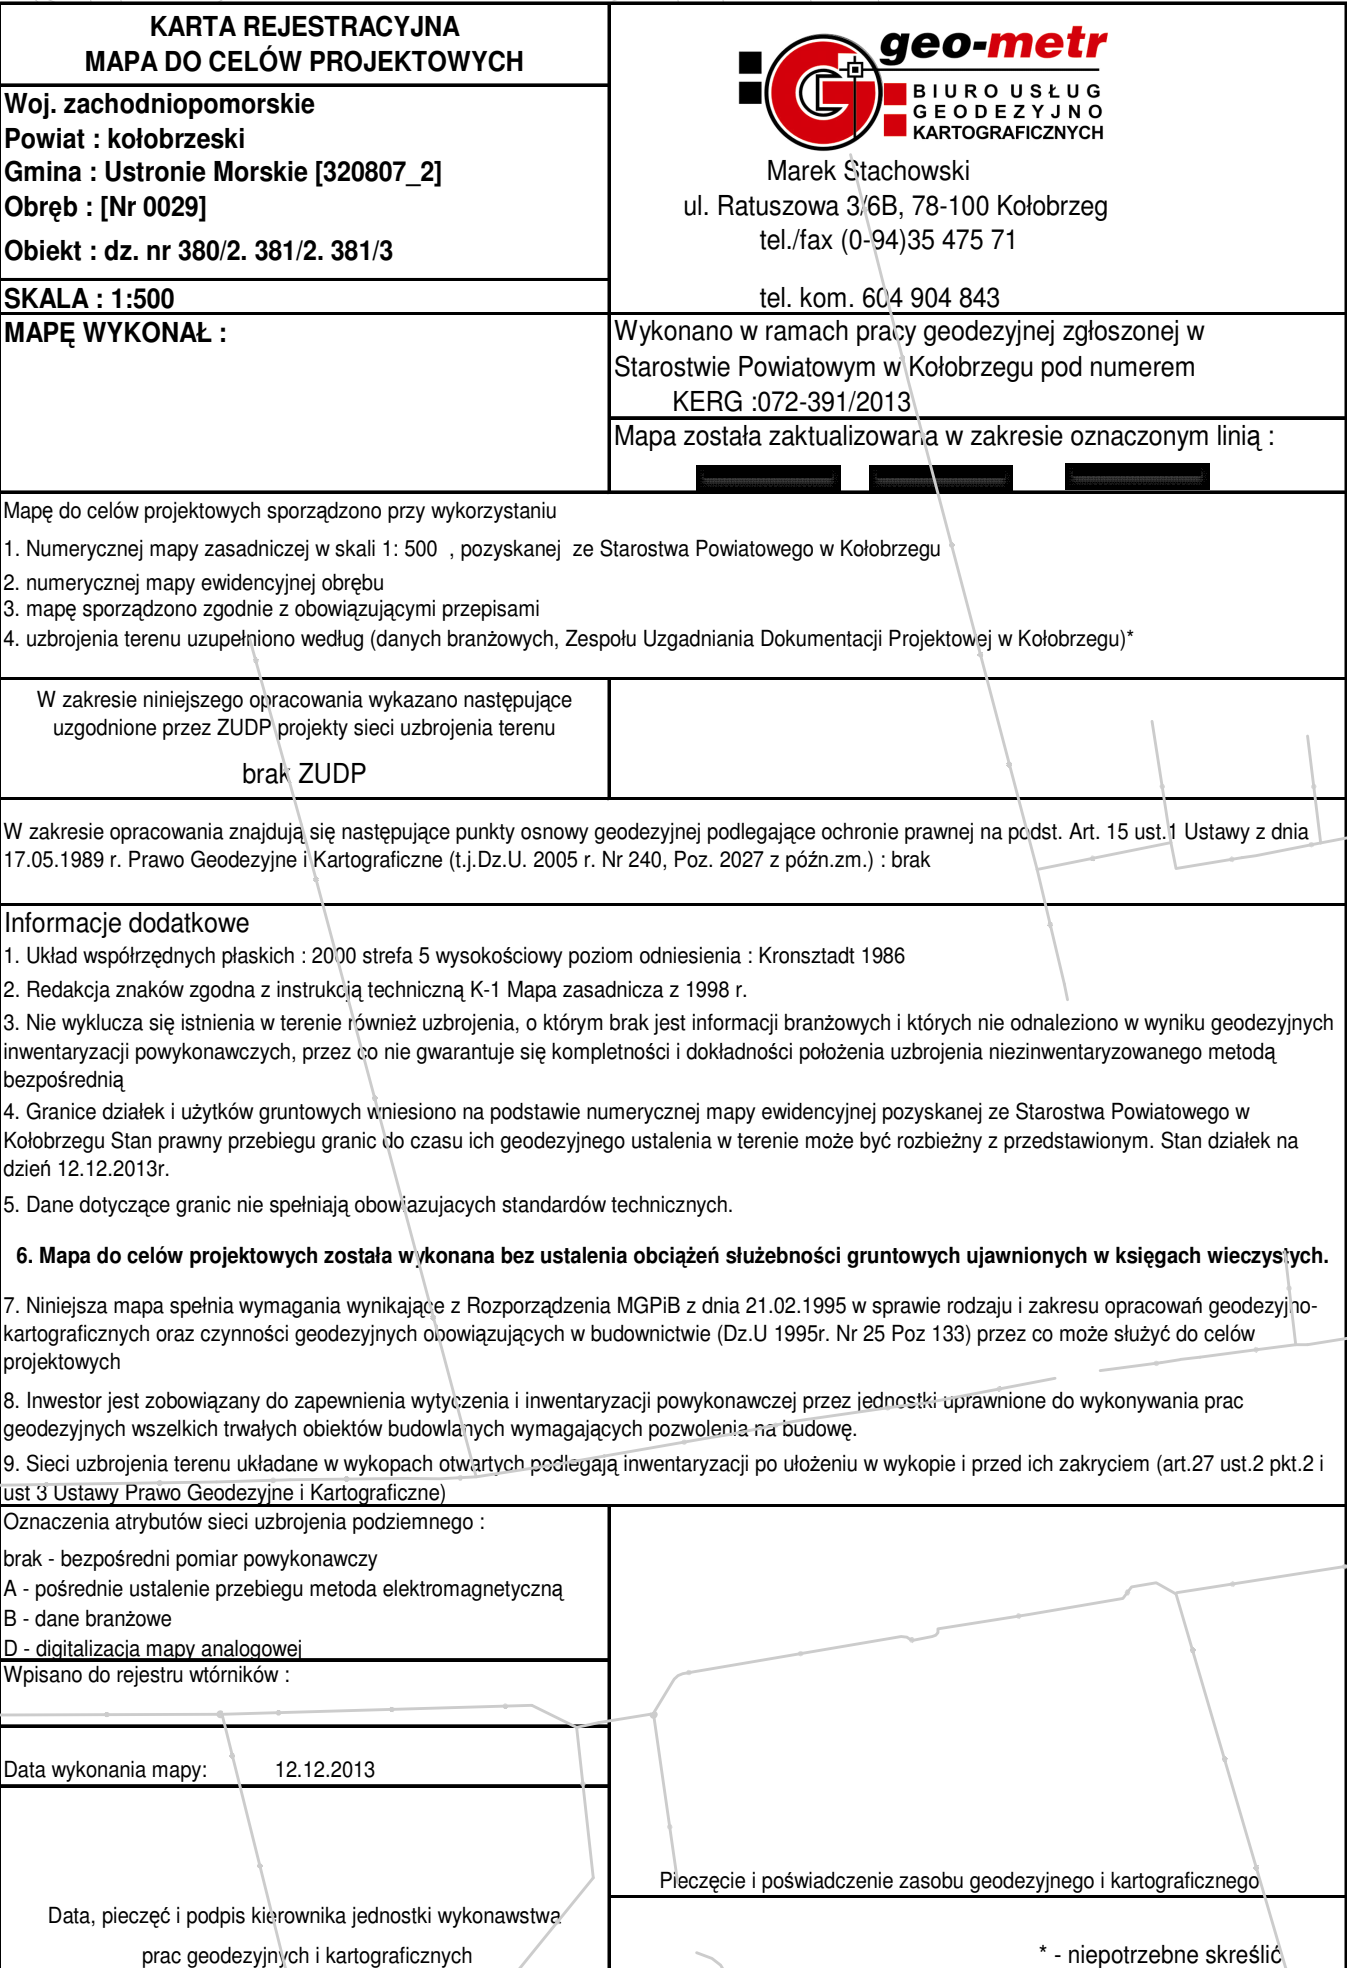 KARTA REJESTRACYJNA
MAPA DO CELÓW PROJEKTOWYCH
Woj. zachodniopomorskie
Powiat : kołobrzeski
Gmina : Ustronie Morskie [320807_2]
Obręb : [Nr 0029]
Obiekt : dz. nr 380/2. 381/2. 381/3
SKALA : 1:500
geo-metr
BIURO USŁUG
GEODEZYJNO
KARTOGRAFICZNYCH
Marek Stachowski
ul. Ratuszowa 3/6B, 78-100 Kołobrzeg
tel./fax (0-94)35 475 71
tel. kom. 604 904 843
MAPĘ WYKONAŁ :
Wykonano w ramach pracy geodezyjnej zgłoszonej w
Starostwie Powiatowym w Kołobrzegu pod numerem
KERG :072-391/2013
Mapa została zaktualizowana w zakresie oznaczonym linią :
Mapę do celów projektowych sporządzono przy wykorzystaniu
1. Numerycznej mapy zasadniczej w skali 1: 500 , pozyskanej ze Starostwa Powiatowego w Kołobrzegu
2. numerycznej mapy ewidencyjnej obrębu
3. mapę sporządzono zgodnie z obowiązującymi przepisami
4. uzbrojenia terenu uzupełniono według (danych branżowych, Zespołu Uzgadniania Dokumentacji Projektowej w Kołobrzegu)*
W zakresie niniejszego opracowania wykazano następujące
uzgodnione przez ZUDP projekty sieci uzbrojenia terenu
brak ZUDP
W zakresie opracowania znajdują się następujące punkty osnowy geodezyjnej podlegające ochronie prawnej na podst. Art. 15 ust.1 Ustawy z dnia
17.05.1989 r. Prawo Geodezyjne i Kartograficzne (t.j.Dz.U. 2005 r. Nr 240, Poz. 2027 z późn.zm.) : brak
Informacje dodatkowe
1. Układ współrzędnych płaskich : 2000 strefa 5 wysokościowy poziom odniesienia : Kronsztadt 1986
2. Redakcja znaków zgodna z instrukcją techniczną K-1 Mapa zasadnicza z 1998 r.
3. Nie wyklucza się istnienia w terenie również uzbrojenia, o którym brak jest informacji branżowych i których nie odnaleziono w wyniku geodezyjnych
inwentaryzacji powykonawczych, przez co nie gwarantuje się kompletności i dokładności położenia uzbrojenia niezinwentaryzowanego metodą
bezpośrednią
4. Granice działek i użytków gruntowych wniesiono na podstawie numerycznej mapy ewidencyjnej pozyskanej ze Starostwa Powiatowego w
Kołobrzegu Stan prawny przebiegu granic do czasu ich geodezyjnego ustalenia w terenie może być rozbieżny z przedstawionym. Stan działek na
dzień 12.12.2013r.
5. Dane dotyczące granic nie spełniają obowiazujacych standardów technicznych.
6. Mapa do celów projektowych została wykonana bez ustalenia obciążeń służebności gruntowych ujawnionych w księgach wieczystych.
7. Niniejsza mapa spełnia wymagania wynikające z Rozporządzenia MGPiB z dnia 21.02.1995 w sprawie rodzaju i zakresu opracowań geodezyjno-
kartograficznych oraz czynności geodezyjnych obowiązujących w budownictwie (Dz.U 1995r. Nr 25 Poz 133) przez co może służyć do celów
projektowych
8. Inwestor jest zobowiązany do zapewnienia wytyczenia i inwentaryzacji powykonawczej przez jednostki uprawnione do wykonywania prac
geodezyjnych wszelkich trwałych obiektów budowlanych wymagających pozwolenia na budowę.
9. Sieci uzbrojenia terenu układane w wykopach otwartych podlegają inwentaryzacji po ułożeniu w wykopie i przed ich zakryciem (art.27 ust.2 pkt.2 i
ust 3 Ustawy Prawo Geodezyjne i Kartograficzne)
Oznaczenia atrybutów sieci uzbrojenia podziemnego :
brak - bezpośredni pomiar powykonawczy
A - pośrednie ustalenie przebiegu metoda elektromagnetyczną
B - dane branżowe
D - digitalizacja mapy analogowej
Wpisano do rejestru wtórników :
Data wykonania mapy: 12.12.2013
Pieczęcie i poświadczenie zasobu geodezyjnego i kartograficznego
Data, pieczęć i podpis kierownika jednostki wykonawstwa
prac geodezyjnych i kartograficznych
* - niepotrzebne skreślić